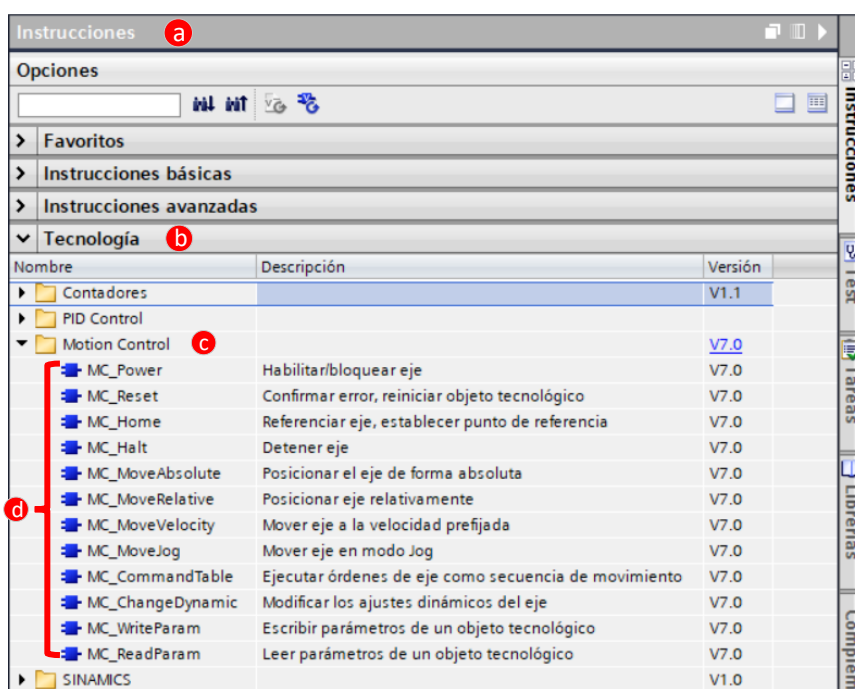 Instrucciones a
Opciones
Favoritos
Instrucciones básicas
Instrucciones avanzadas
Tecnología b
Nombre Descripción Versión
Contadores V1.1
PID Control
Motion Control c V7.0
MC_Power Habilitar/bloquear eje V7.0
MC_Reset Confirmar error, reiniciar objeto tecnológico V7.0
MC_Home Referenciar eje, establecer punto de referencia V7.0
MC_Halt Detener eje V7.0
MC_MoveAbsolute Posicionar el eje de forma absoluta V7.0
d MC_MoveRelative Posicionar eje relativamente V7.0
MC_MoveVelocity Mover eje a la velocidad prefijada V7.0
MC_MoveJog Mover eje en modo Jog V7.0
MC_CommandTable Ejecutar órdenes de eje como secuencia de movimiento V7.0
MC_ChangeDynamic Modificar los ajustes dinámicos del eje V7.0
MC_WriteParam Escribir parámetros de un objeto tecnológico V7.0
MC_ReadParam Leer parámetros de un objeto tecnológico V7.0
SINAMICS V1.0
Instrucciones
Test
Tareas
Librerías
Complem